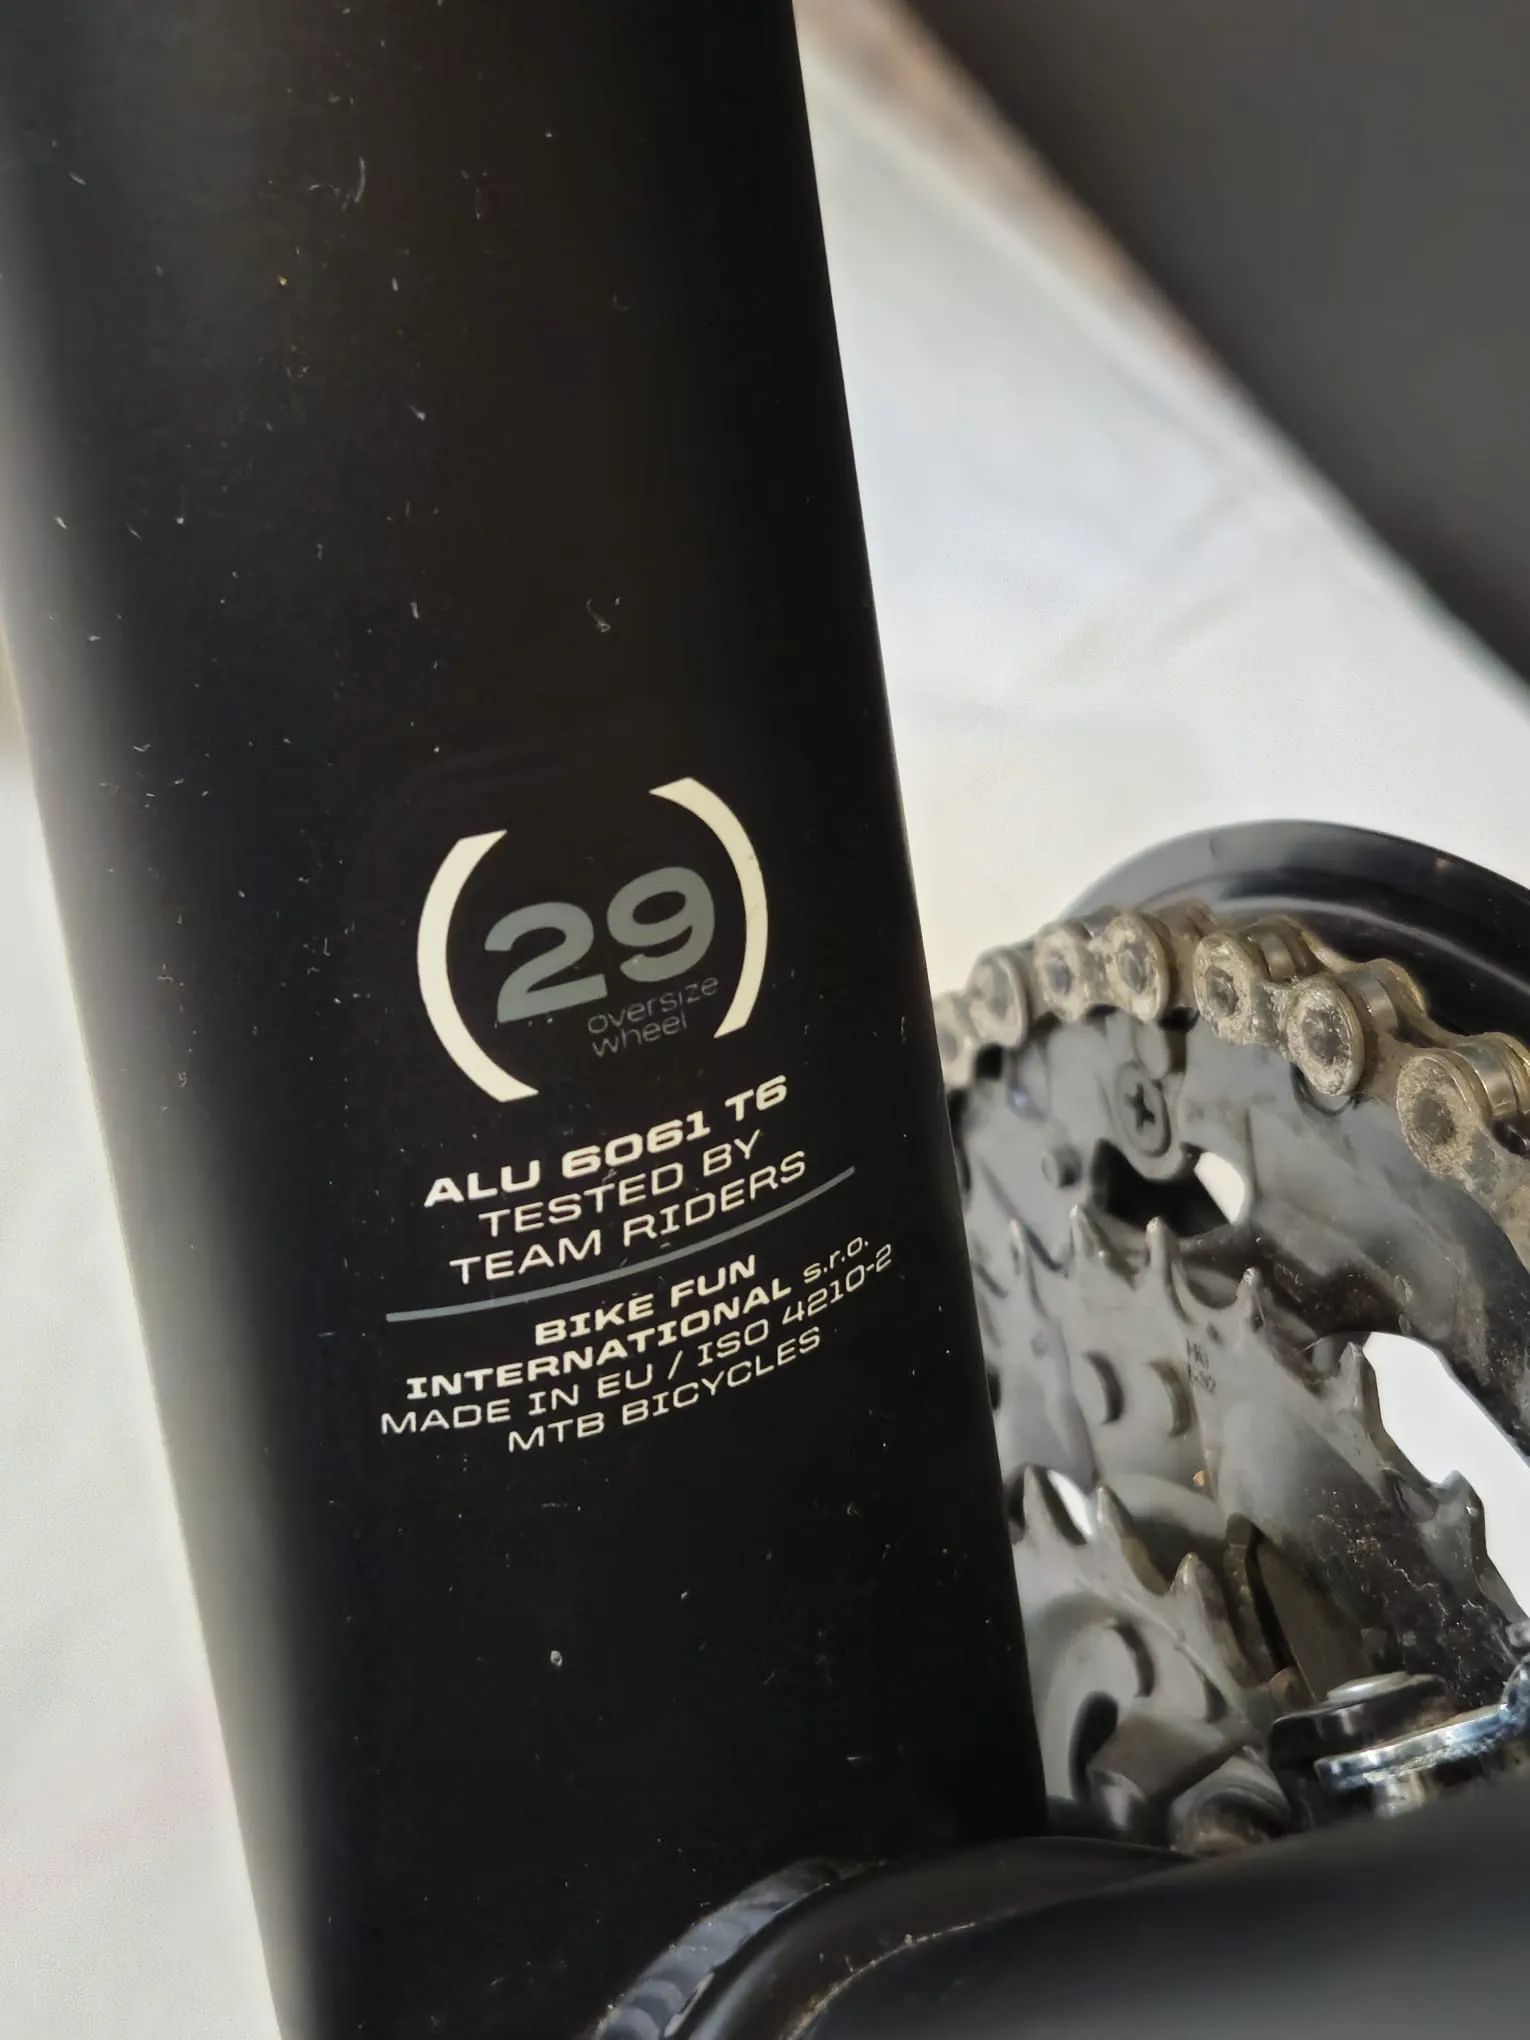 29
oversize
wheel
ALU 6061 T6
TESTED BY
TEAM RIDERS
BIKE FUN
INTERNATIONAL s.r.o.
MADE IN EU / ISO 4210-2
MTB BICYCLES